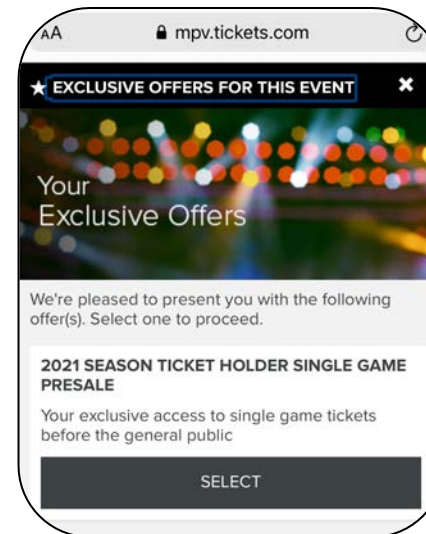 AA mpv.tickets.com
★ EXCLUSIVE OFFERS FOR THIS EVENT ✖
Your
Exclusive Offers
We're pleased to present you with the following
offer(s). Select one to proceed.
2021 SEASON TICKET HOLDER SINGLE GAME
PRESALE
Your exclusive access to single game tickets
before the general public
SELECT